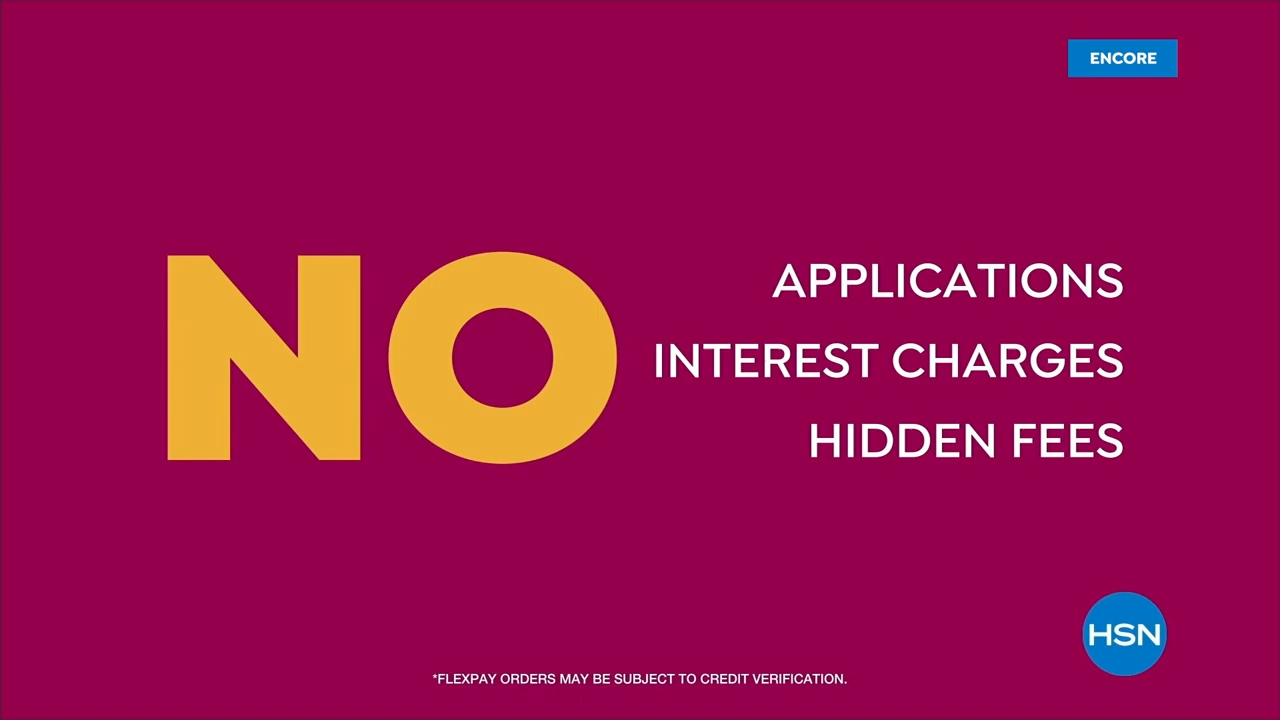 ENCORE
NO
APPLICATIONS
INTEREST CHARGES
HIDDEN FEES
HSN
*FLEXPAY ORDERS MAY BE SUBJECT TO CREDIT VERIFICATION.